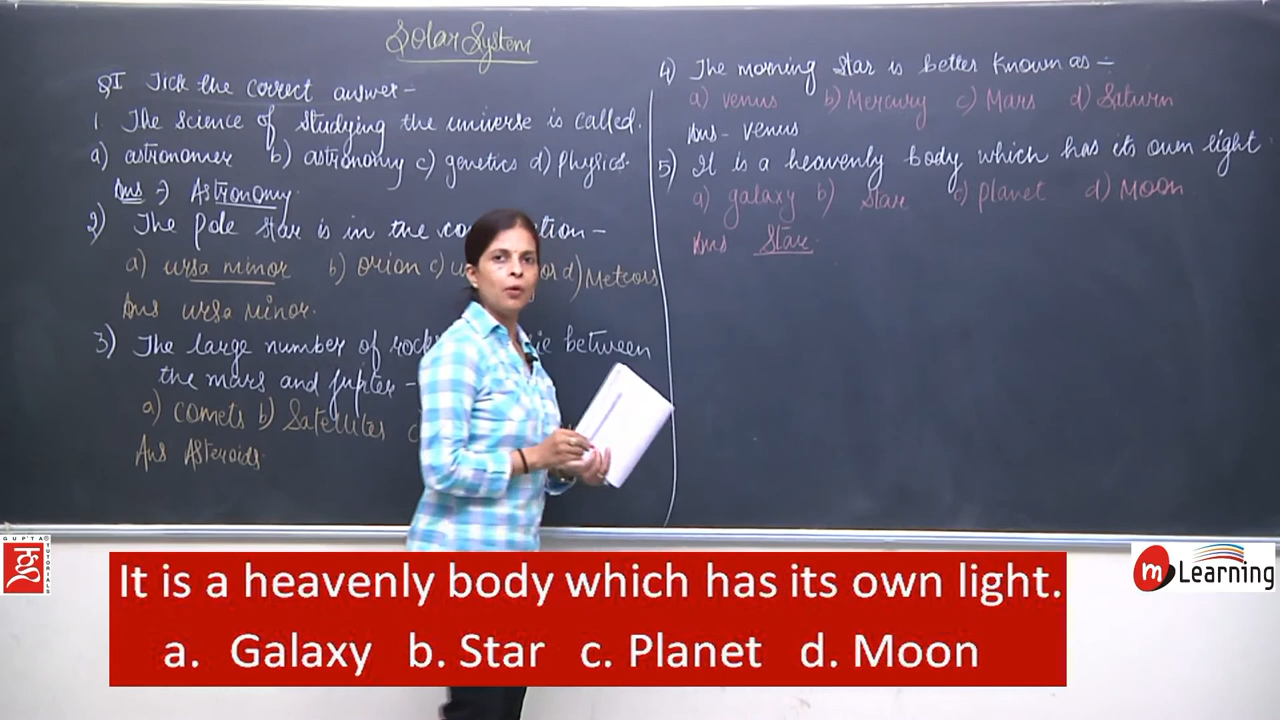 Solar System
QI Tick the correct answer -
1. The science of studying the universe is called.
a) astronomer b) astronomy c) genetics d) physics.
Ans → Astronomy.
2) The pole star is in the
a) ursa minor b) orion c) d) Meteors
Ans ursa minor.
3) The large number of between
the mars and Jupiter -
a) comets b) Satellites c
Ans Asteroids
4) The morning star is better known as :-
a) venus b) Mercury c) Mars d) Saturn
Ans - venus
5) It is a heavenly body which has its own light
a) galaxy b) star c) planet d) Moon
Ans Star.
GUPTA TUTORIALS
m Learning
It is a heavenly body which has its own light.
a. Galaxy b. Star c. Planet d. Moon